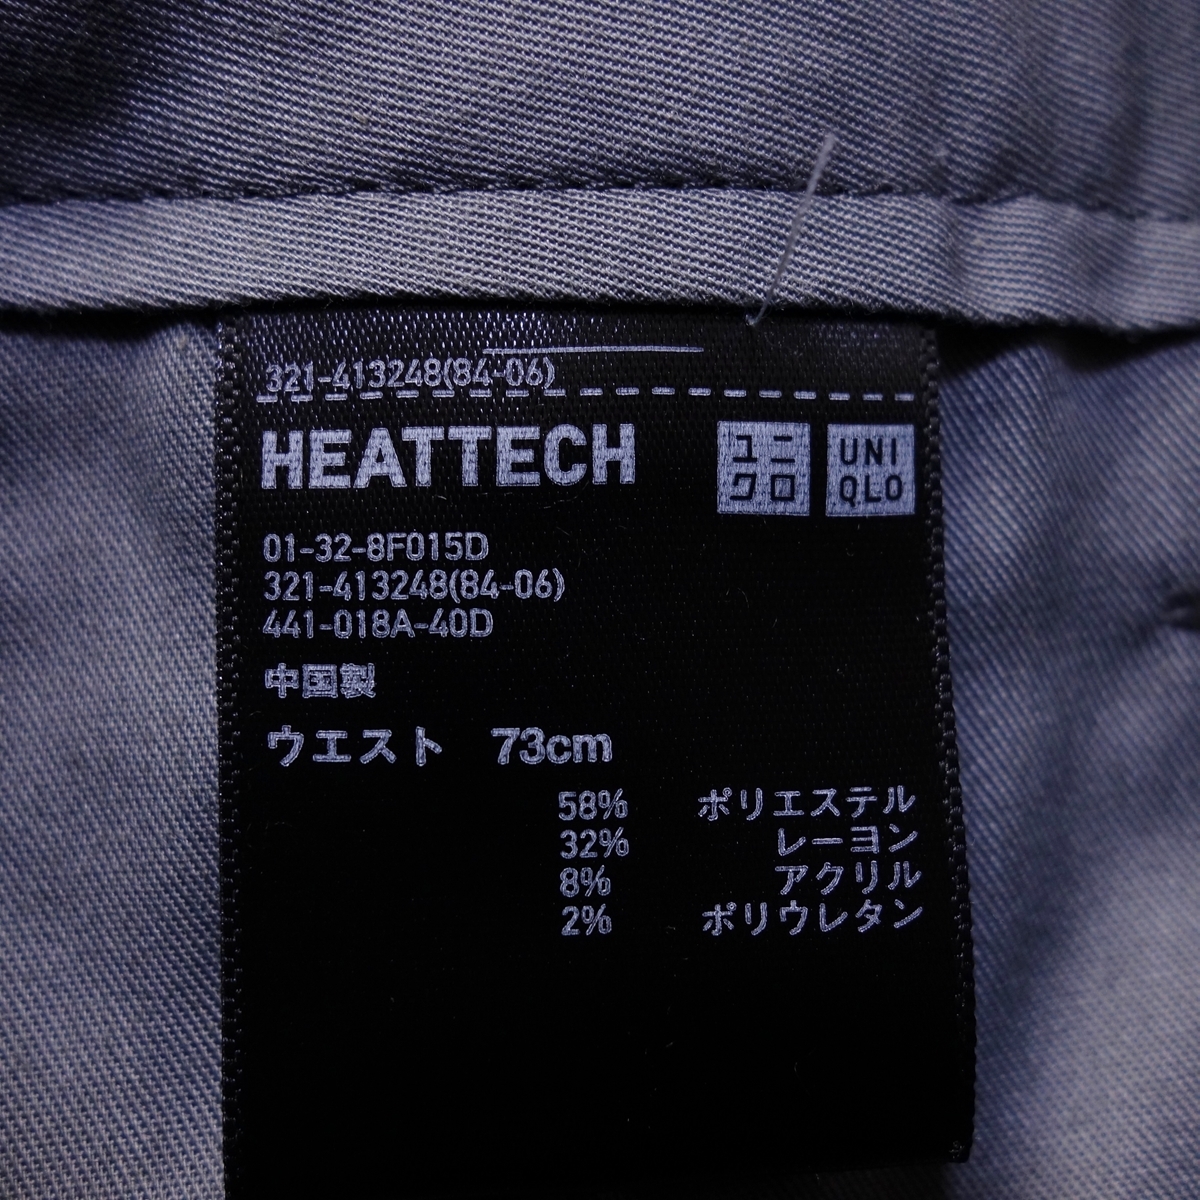 321-413248(84-06)
HEATTECH
ユニ
クロ
UNI
QLO
01-32-8F015D
321-413248(84-06)
441-018A-40D
中国製
ウエスト 73cm
58% ポリエステル
32% レーヨン
8% アクリル
2% ポリウレタン